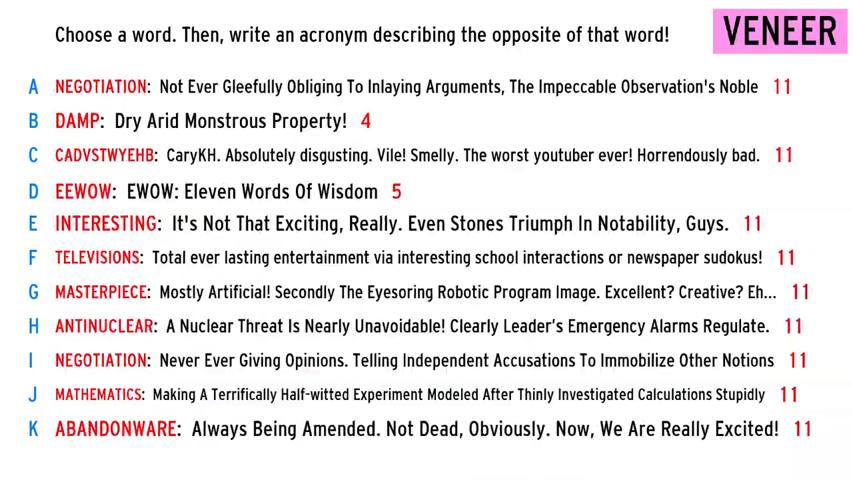 Choose a word. Then, write an acronym describing the opposite of that word!
VENEER
A NEGOTIATION: Not Ever Gleefully Obliging To Inlaying Arguments, The Impeccable Observation's Noble 11
B DAMP: Dry Arid Monstrous Property! 4
C CADVSTWYEHB: CaryKH. Absolutely disgusting. Vile! Smelly. The worst youtuber ever! Horrendously bad. 11
D EEWOW: EWOW: Eleven Words Of Wisdom 5
E INTERESTING: It's Not That Exciting, Really. Even Stones Triumph In Notability, Guys. 11
F TELEVISIONS: Total ever lasting entertainment via interesting school interactions or newspaper sudokus! 11
G MASTERPIECE: Mostly Artificial! Secondly The Eyesoring Robotic Program Image. Excellent? Creative? Eh... 11
H ANTINUCLEAR: A Nuclear Threat Is Nearly Unavoidable! Clearly Leader's Emergency Alarms Regulate. 11
I NEGOTIATION: Never Ever Giving Opinions. Telling Independent Accusations To Immobilize Other Notions 11
J MATHEMATICS: Making A Terrifically Half-witted Experiment Modeled After Thinly Investigated Calculations Stupidly 11
K ABANDONWARE: Always Being Amended. Not Dead, Obviously. Now, We Are Really Excited! 11